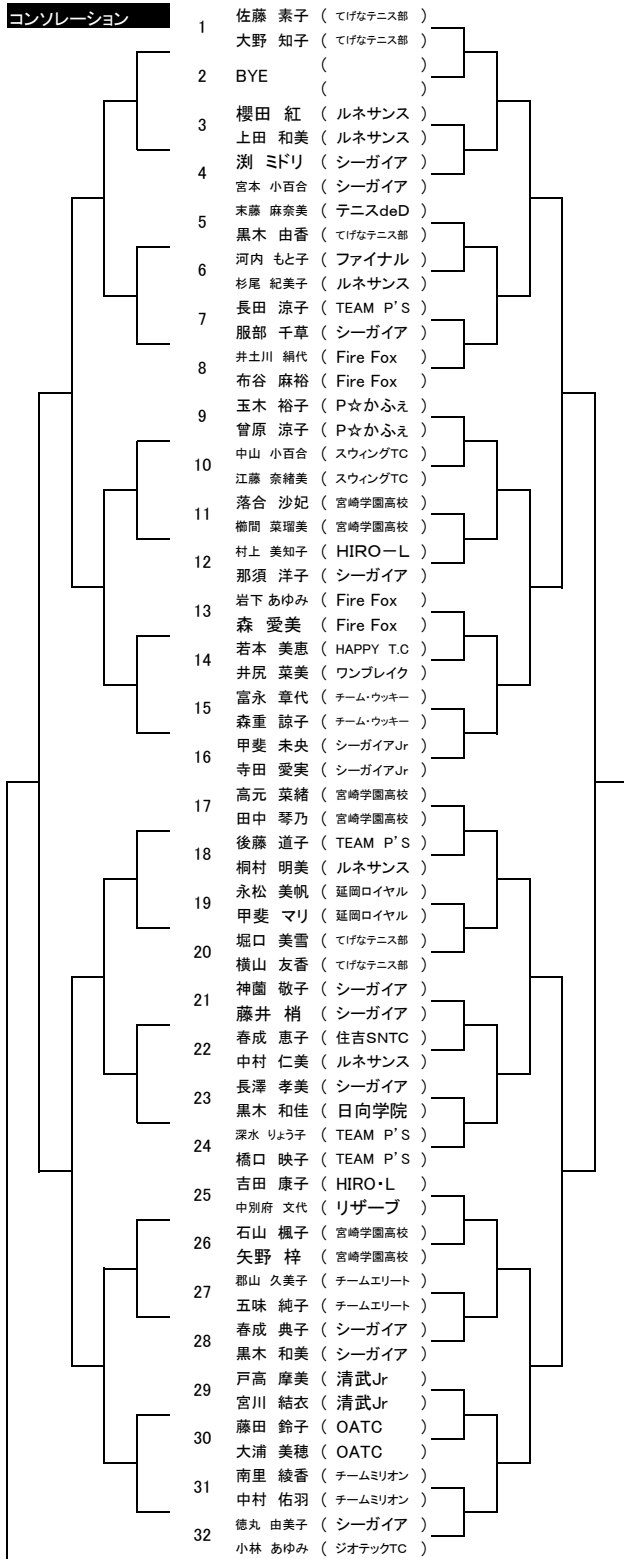 コンソレーション
1 佐藤 素子 ( てげなテニス部 )
大野 知子 ( てげなテニス部 )
2 BYE ( )
( )
3 櫻田 紅 ( ルネサンス )
上田 和美 ( ルネサンス )
4 渕 ミドリ ( シーガイア )
宮本 小百合 ( シーガイア )
5 末藤 麻奈美 ( テニスdeD )
黒木 由香 ( てげなテニス部 )
6 河内 もと子 ( ファイナル )
杉尾 紀美子 ( ルネサンス )
7 長田 涼子 ( TEAM P'S )
服部 千草 ( シーガイア )
8 井土川 絹代 ( Fire Fox )
布谷 麻裕 ( Fire Fox )
9 玉木 裕子 ( P☆かふぇ )
曾原 涼子 ( P☆かふぇ )
10 中山 小百合 ( スウィングTC )
江藤 奈緒美 ( スウィングTC )
11 落合 沙妃 ( 宮崎学園高校 )
櫛間 菜瑠美 ( 宮崎学園高校 )
12 村上 美知子 ( HIRO－L )
那須 洋子 ( シーガイア )
13 岩下 あゆみ ( Fire Fox )
森 愛美 ( Fire Fox )
14 若本 美恵 ( HAPPY T.C )
井尻 菜美 ( ワンブレイク )
15 富永 章代 ( チーム・ウッキー )
森重 諒子 ( チーム・ウッキー )
16 甲斐 未央 ( シーガイアJr )
寺田 愛実 ( シーガイアJr )
17 高元 菜緒 ( 宮崎学園高校 )
田中 琴乃 ( 宮崎学園高校 )
18 後藤 道子 ( TEAM P'S )
桐村 明美 ( ルネサンス )
19 永松 美帆 ( 延岡ロイヤル )
甲斐 マリ ( 延岡ロイヤル )
20 堀口 美雪 ( てげなテニス部 )
横山 友香 ( てげなテニス部 )
21 神薗 敬子 ( シーガイア )
藤井 梢 ( シーガイア )
22 春成 恵子 ( 住吉SNTC )
中村 仁美 ( ルネサンス )
23 長澤 孝美 ( シーガイア )
黒木 和佳 ( 日向学院 )
24 深水 りょう子 ( TEAM P'S )
橋口 映子 ( TEAM P'S )
25 吉田 康子 ( HIRO・L )
中別府 文代 ( リザーブ )
26 石山 楓子 ( 宮崎学園高校 )
矢野 梓 ( 宮崎学園高校 )
27 郡山 久美子 ( チームエリート )
五味 純子 ( チームエリート )
28 春成 典子 ( シーガイア )
黒木 和美 ( シーガイア )
29 戸高 摩美 ( 清武Jr )
宮川 結衣 ( 清武Jr )
30 藤田 鈴子 ( OATC )
大浦 美穂 ( OATC )
31 南里 綾香 ( チームミリオン )
中村 佑羽 ( チームミリオン )
32 徳丸 由美子 ( シーガイア )
小林 あゆみ ( ジオテックTC )